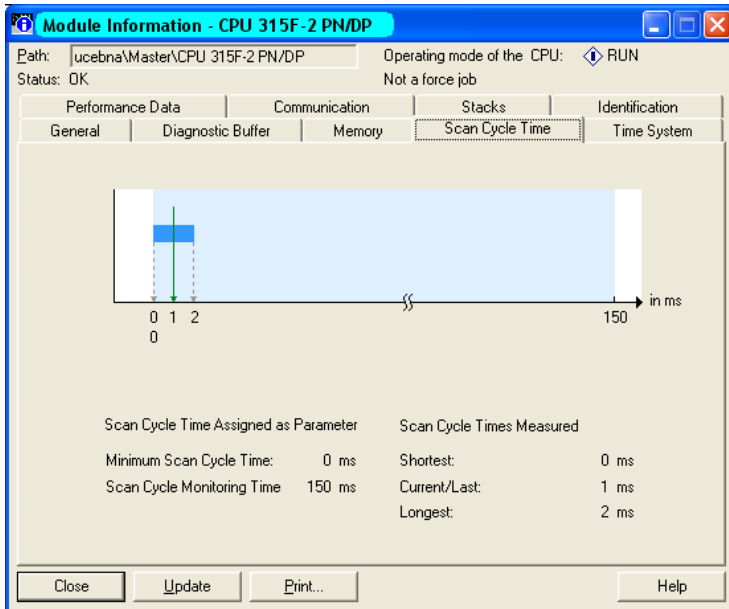 Module Information - CPU 315F-2 PN/DP
Path: ucebna\Master\CPU 315F-2 PN/DP Operating mode of the CPU: RUN
Status: OK Not a force job
Performance Data Communication Stacks Identification
General Diagnostic Buffer Memory Scan Cycle Time Time System
in ms
0 1 2 150
0
Scan Cycle Time Assigned as Parameter Scan Cycle Times Measured
Minimum Scan Cycle Time: 0 ms Shortest: 0 ms
Scan Cycle Monitoring Time 150 ms Current/Last: 1 ms
Longest: 2 ms
Close Update Print... Help